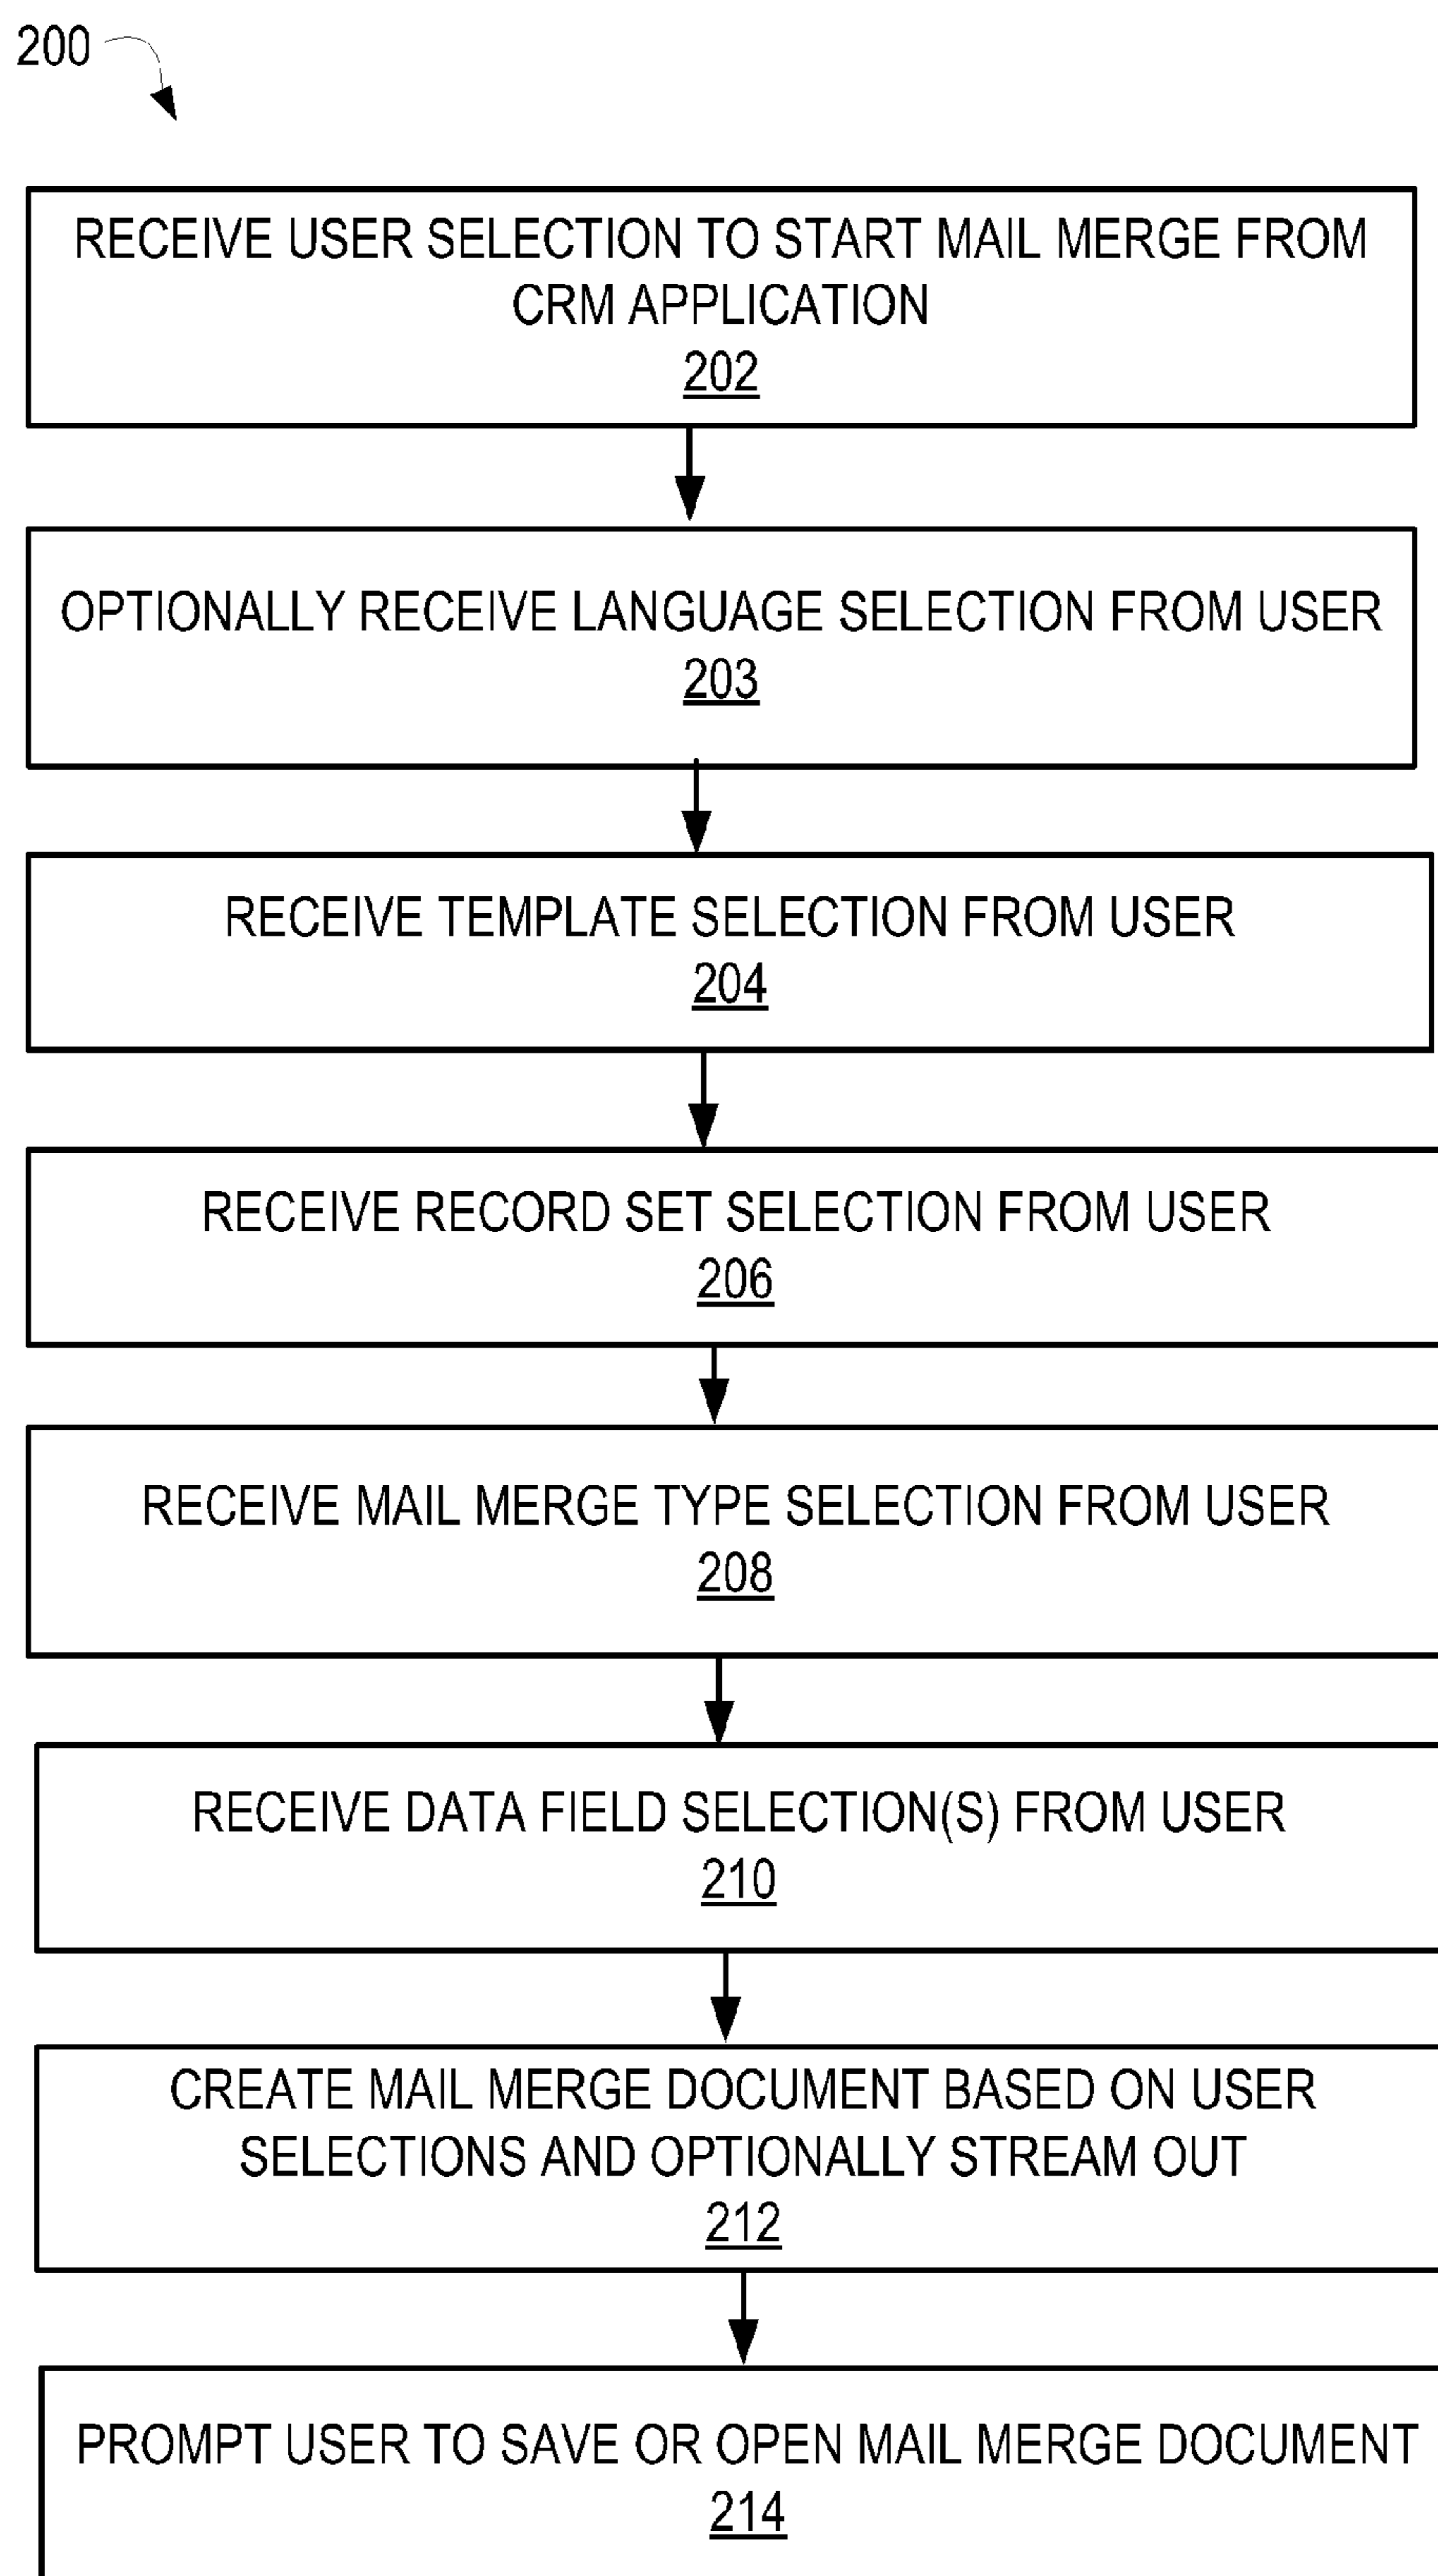 200
RECEIVE USER SELECTION TO START MAIL MERGE FROM
CRM APPLICATION
202
OPTIONALLY RECEIVE LANGUAGE SELECTION FROM USER
203
RECEIVE TEMPLATE SELECTION FROM USER
204
RECEIVE RECORD SET SELECTION FROM USER
206
RECEIVE MAIL MERGE TYPE SELECTION FROM USER
208
RECEIVE DATA FIELD SELECTION(S) FROM USER
210
CREATE MAIL MERGE DOCUMENT BASED ON USER
SELECTIONS AND OPTIONALLY STREAM OUT
212
PROMPT USER TO SAVE OR OPEN MAIL MERGE DOCUMENT
214